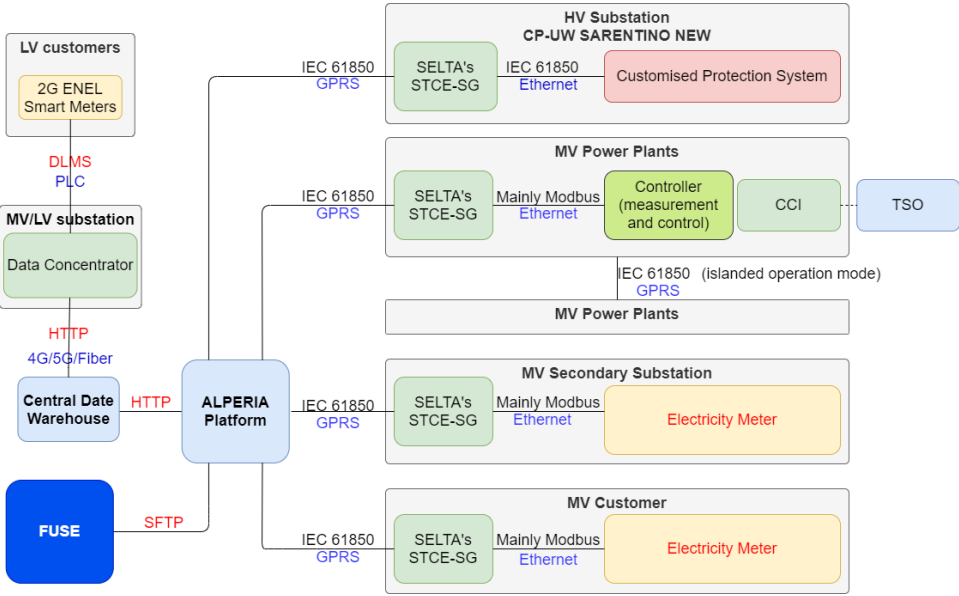 LV customers
2G ENEL
Smart Meters
DLMS
PLC
MV/LV substation
Data Concentrator
HTTP
4G/5G/Fiber
Central Date
Warehouse
HTTP
ALPERIA
Platform
FUSE
SFTP
HV Substation
CP-UW SARENTINO NEW
IEC 61850
GPRS
SELTA's
STCE-SG
IEC 61850
Ethernet
Customised Protection System
MV Power Plants
IEC 61850
GPRS
SELTA's
STCE-SG
Mainly Modbus
Ethernet
Controller
(measurement
and control)
CCI
TSO
IEC 61850 (islanded operation mode)
GPRS
MV Power Plants
MV Secondary Substation
IEC 61850
GPRS
SELTA's
STCE-SG
Mainly Modbus
Ethernet
Electricity Meter
MV Customer
IEC 61850
GPRS
SELTA's
STCE-SG
Mainly Modbus
Ethernet
Electricity Meter